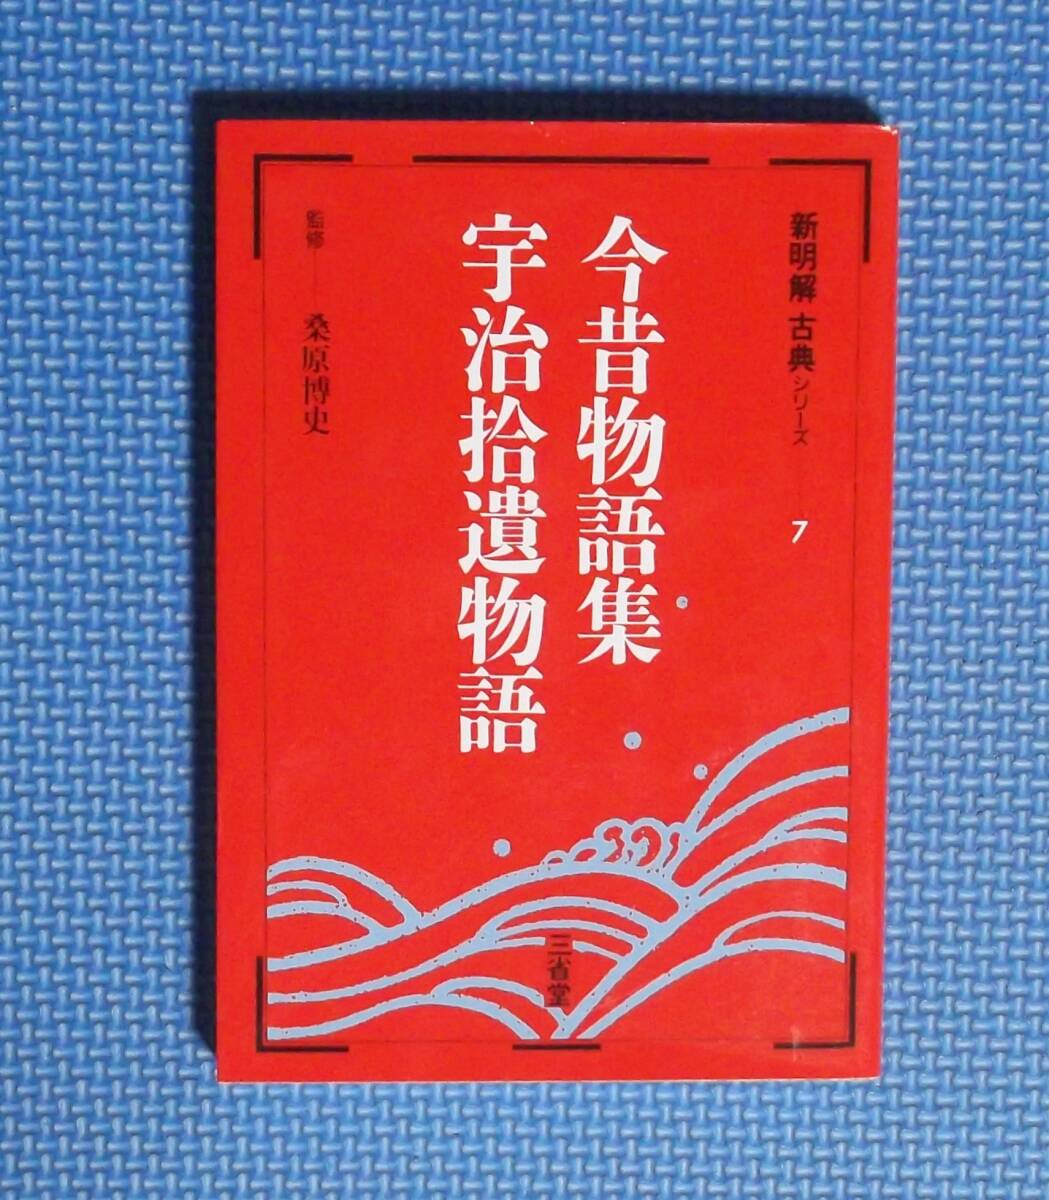 新明解 古典シリーズ 7
今昔物語集
宇治拾遺物語
監修 桑原博史
三省堂